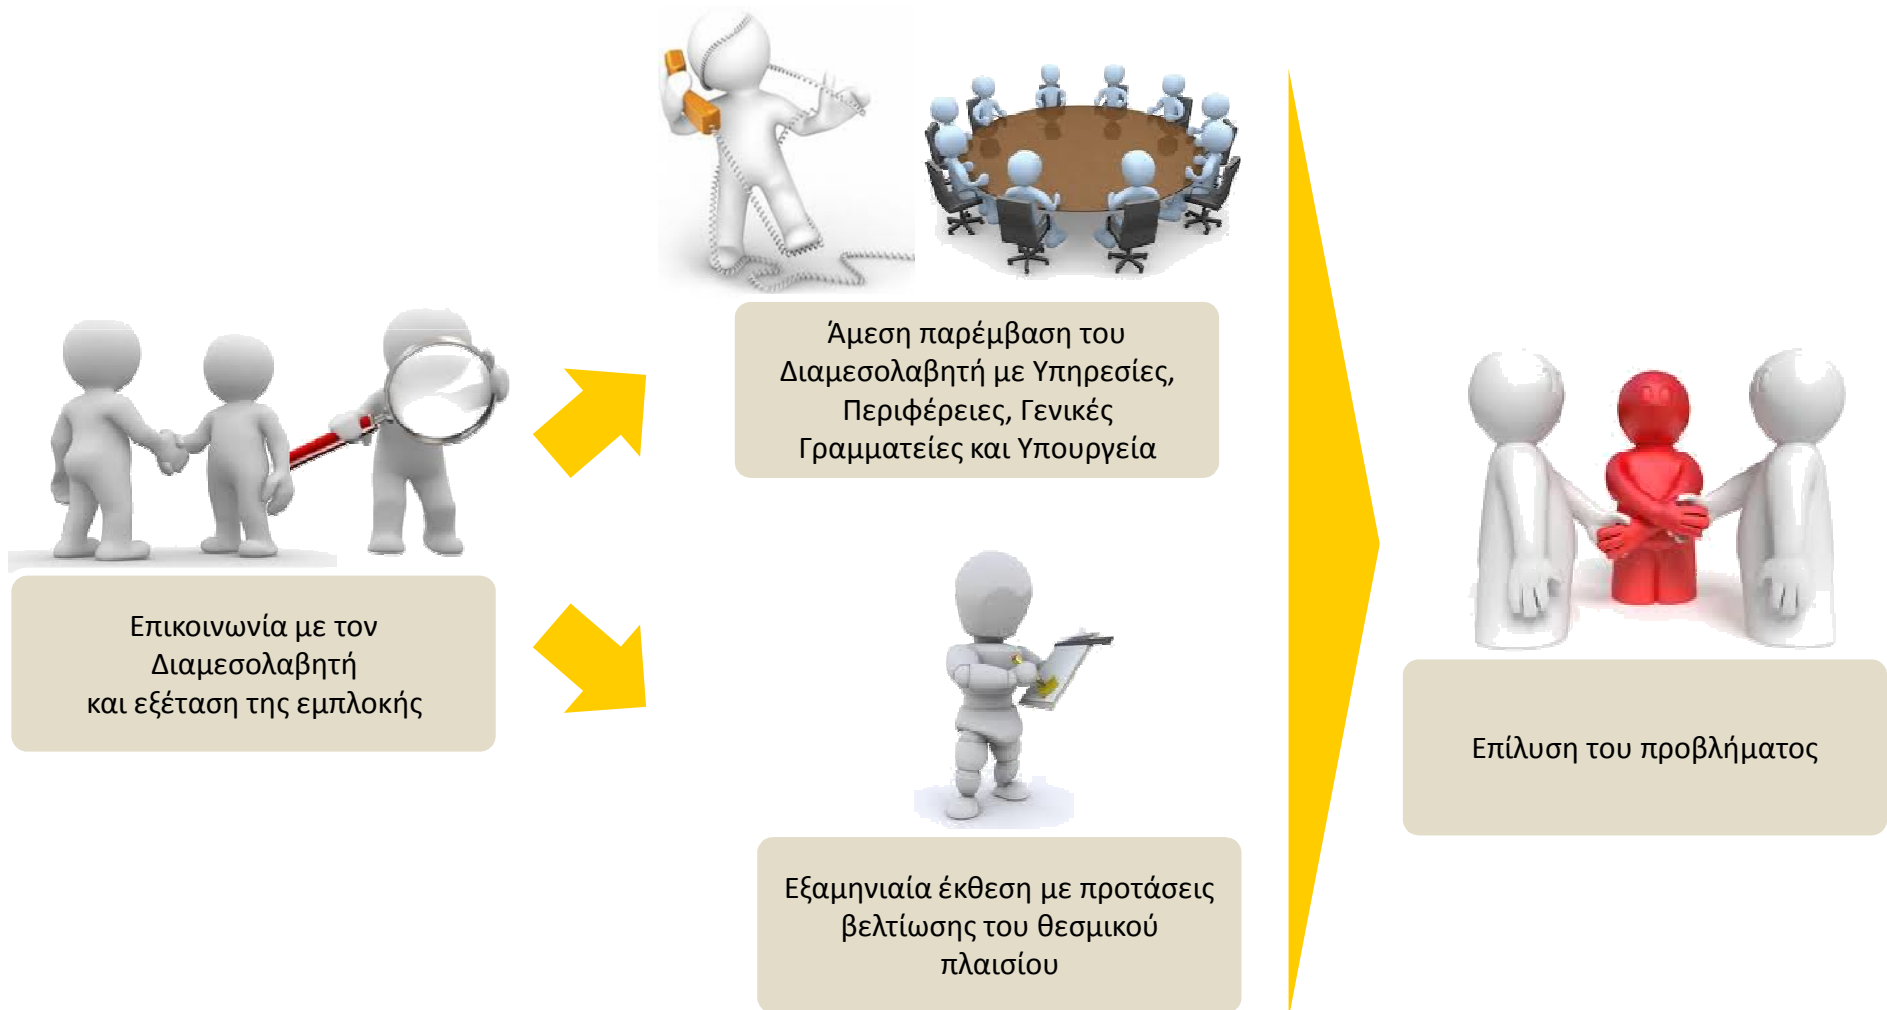 Άμεση παρέμβαση του
Διαμεσολαβητή με Υπηρεσίες,
Περιφέρειες, Γενικές
Γραμματείες και Υπουργεία
Επικοινωνία με τον
Διαμεσολαβητή
και εξέταση της εμπλοκής
Επίλυση του προβλήματος
Εξαμηνιαία έκθεση με προτάσεις
βελτίωσης του θεσμικού
πλαισίου